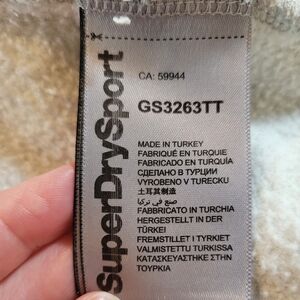 SuperDrySport
CA: 59944
GS3263TT
MADE IN TURKEY
FABRIQUÉ EN TURQUIE
FABRICADO EN TURQUÍA
СДЕЛАНО В ТУРЦИИ
VYROBENO V TURECKU
土耳其制造
صنع في تركيا
FABBRICATO IN TURCHIA
HERGESTELLT IN DER
TÜRKEI
FREMSTILLET I TYRKIET
VALMISTETTU TURKISSA
ΚΑΤΑΣΚΕΥΑΣΤΗΚΕ ΣΤΗΝ
ΤΟΥΡΚΙΑ